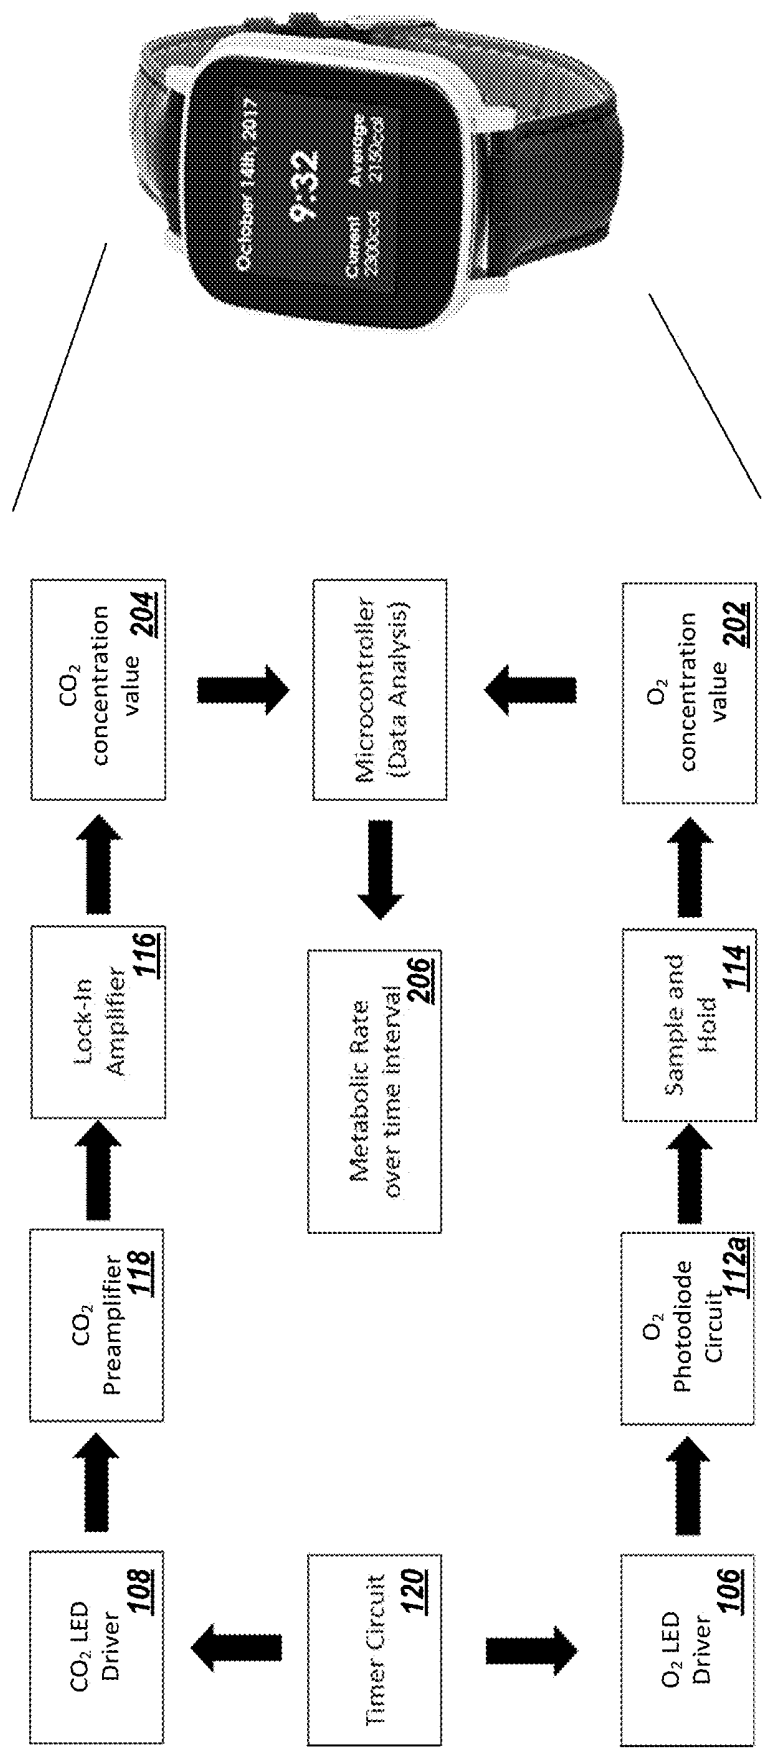 October 14th, 2017
9:32
Current Average
2300cal 2150cal
CO₂ LED
Driver
108
CO₂
Preamplifier
118
Lock-In
Amplifier
116
CO₂
concentration
value
204
Timer Circuit
120
Metabolic Rate
over time interval
206
Microcontroller
(Data Analysis)
O₂ LED
Driver
106
O₂
Photodiode
Circuit
112a
Sample and
Hold
114
O₂
concentration
value
202